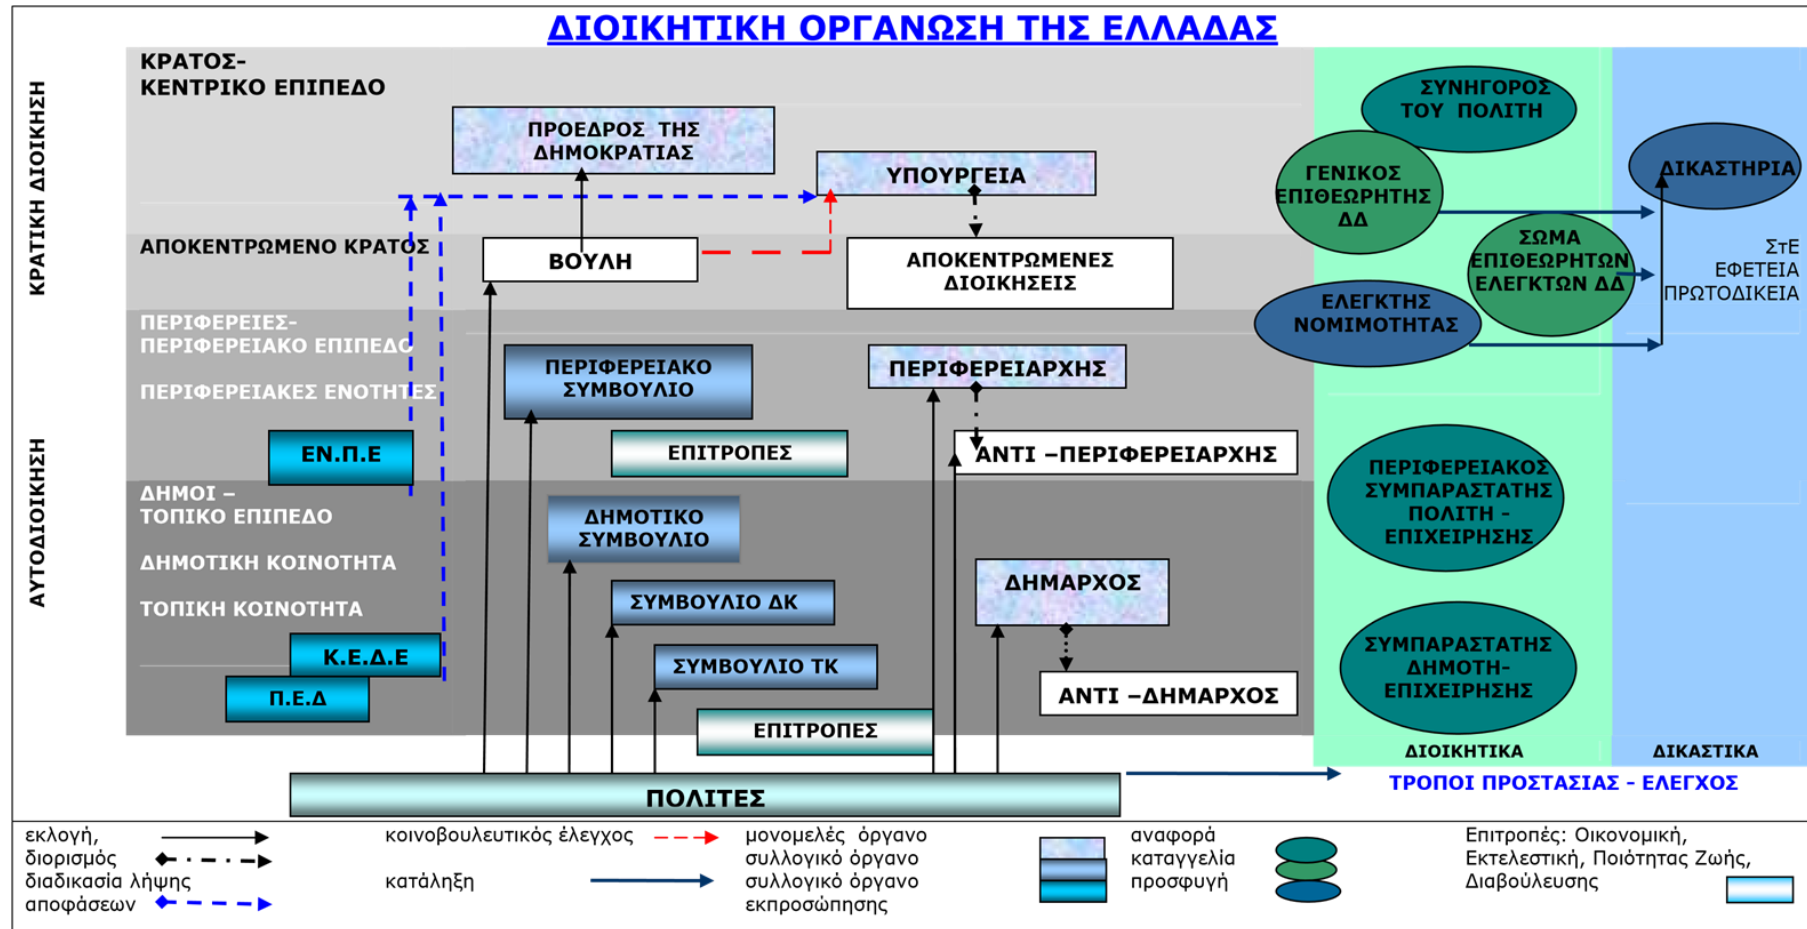 ΔΙΟΙΚΗΤΙΚΗ ΟΡΓΑΝΩΣΗ ΤΗΣ ΕΛΛΑΔΑΣ
ΚΡΑΤΙΚΗ ΔΙΟΙΚΗΣΗ
ΑΥΤΟΔΙΟΙΚΗΣΗ
ΚΡΑΤΟΣ–
ΚΕΝΤΡΙΚΟ ΕΠΙΠΕΔΟ
ΠΡΟΕΔΡΟΣ ΤΗΣ
ΔΗΜΟΚΡΑΤΙΑΣ
ΥΠΟΥΡΓΕΙΑ
ΑΠΟΚΕΝΤΡΩΜΕΝΟ ΚΡΑΤΟΣ
ΒΟΥΛΗ
ΑΠΟΚΕΝΤΡΩΜΕΝΕΣ
ΔΙΟΙΚΗΣΕΙΣ
ΠΕΡΙΦΕΡΕΙΕΣ–
ΠΕΡΙΦΕΡΕΙΑΚΟ ΕΠΙΠΕΔΟ
ΠΕΡΙΦΕΡΕΙΑΚΕΣ ΕΝΟΤΗΤΕΣ
ΠΕΡΙΦΕΡΕΙΑΚΟ
ΣΥΜΒΟΥΛΙΟ
ΠΕΡΙΦΕΡΕΙΑΡΧΗΣ
ΕΝ.Π.Ε
ΕΠΙΤΡΟΠΕΣ
ΑΝΤΙ –ΠΕΡΙΦΕΡΕΙΑΡΧΗΣ
ΔΗΜΟΙ –
ΤΟΠΙΚΟ ΕΠΙΠΕΔΟ
ΔΗΜΟΤΙΚΗ ΚΟΙΝΟΤΗΤΑ
ΤΟΠΙΚΗ ΚΟΙΝΟΤΗΤΑ
ΔΗΜΟΤΙΚΟ
ΣΥΜΒΟΥΛΙΟ
ΣΥΜΒΟΥΛΙΟ ΔΚ
ΔΗΜΑΡΧΟΣ
Κ.Ε.Δ.Ε
Π.Ε.Δ
ΣΥΜΒΟΥΛΙΟ ΤΚ
ΑΝΤΙ –ΔΗΜΑΡΧΟΣ
ΕΠΙΤΡΟΠΕΣ
ΠΟΛΙΤΕΣ
ΣΥΝΗΓΟΡΟΣ
ΤΟΥ ΠΟΛΙΤΗ
ΓΕΝΙΚΟΣ
ΕΠΙΘΕΩΡΗΤΗΣ
ΔΔ
ΣΩΜΑ
ΕΠΙΘΕΩΡΗΤΩΝ
ΕΛΕΓΚΤΩΝ ΔΔ
ΕΛΕΓΚΤΗΣ
ΝΟΜΙΜΟΤΗΤΑΣ
ΔΙΚΑΣΤΗΡΙΑ
ΣτΕ
ΕΦΕΤΕΙΑ
ΠΡΩΤΟΔΙΚΕΙΑ
ΠΕΡΙΦΕΡΕΙΑΚΟΣ
ΣΥΜΠΑΡΑΣΤΑΤΗΣ
ΠΟΛΙΤΗ –
ΕΠΙΧΕΙΡΗΣΗΣ
ΣΥΜΠΑΡΑΣΤΑΤΗΣ
ΔΗΜΟΤΗ–
ΕΠΙΧΕΙΡΗΣΗΣ
ΔΙΟΙΚΗΤΙΚΑ
ΔΙΚΑΣΤΙΚΑ
ΤΡΟΠΟΙ ΠΡΟΣΤΑΣΙΑΣ – ΕΛΕΓΧΟΣ
εκλογή,
διορισμός
διαδικασία λήψης
αποφάσεων
κοινοβουλευτικός έλεγχος
κατάληξη
μονομελές όργανο
συλλογικό όργανο
συλλογικό όργανο
εκπροσώπησης
αναφορά
καταγγελία
προσφυγή
Επιτροπές: Οικονομική,
Εκτελεστική, Ποιότητας Ζωής,
Διαβούλευσης